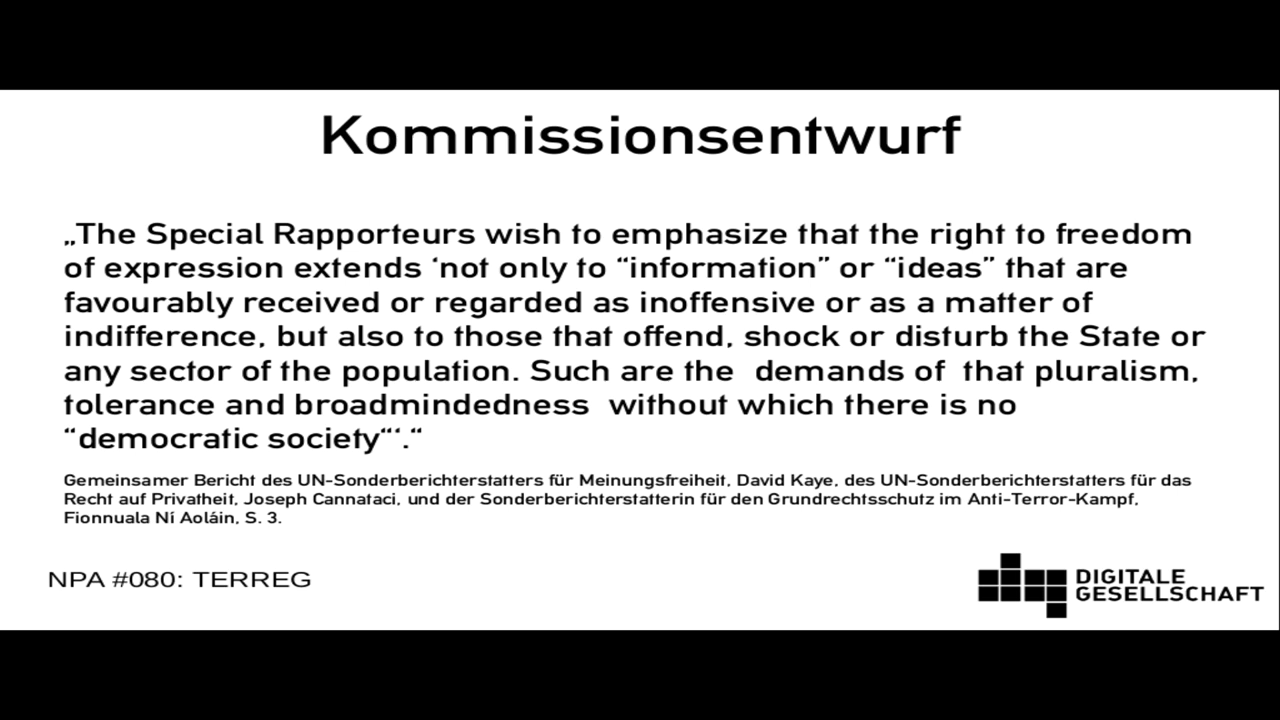 Kommissionsentwurf
„The Special Rapporteurs wish to emphasize that the right to freedom
of expression extends ‘not only to “information” or “ideas” that are
favourably received or regarded as inoffensive or as a matter of
indifference, but also to those that offend, shock or disturb the State or
any sector of the population. Such are the  demands of  that pluralism,
tolerance and broadmindedness  without which there is no
“democratic society“‘.“
Gemeinsamer Bericht des UN-Sonderberichterstatters für Meinungsfreiheit, David Kaye, des UN-Sonderberichterstatters für das
Recht auf Privatheit, Joseph Cannataci, und der Sonderberichterstatterin für den Grundrechtsschutz im Anti-Terror-Kampf,
Fionnuala Ní Aoláin, S. 3.
NPA #080: TERREG
DIGITALE
GESELLSCHAFT